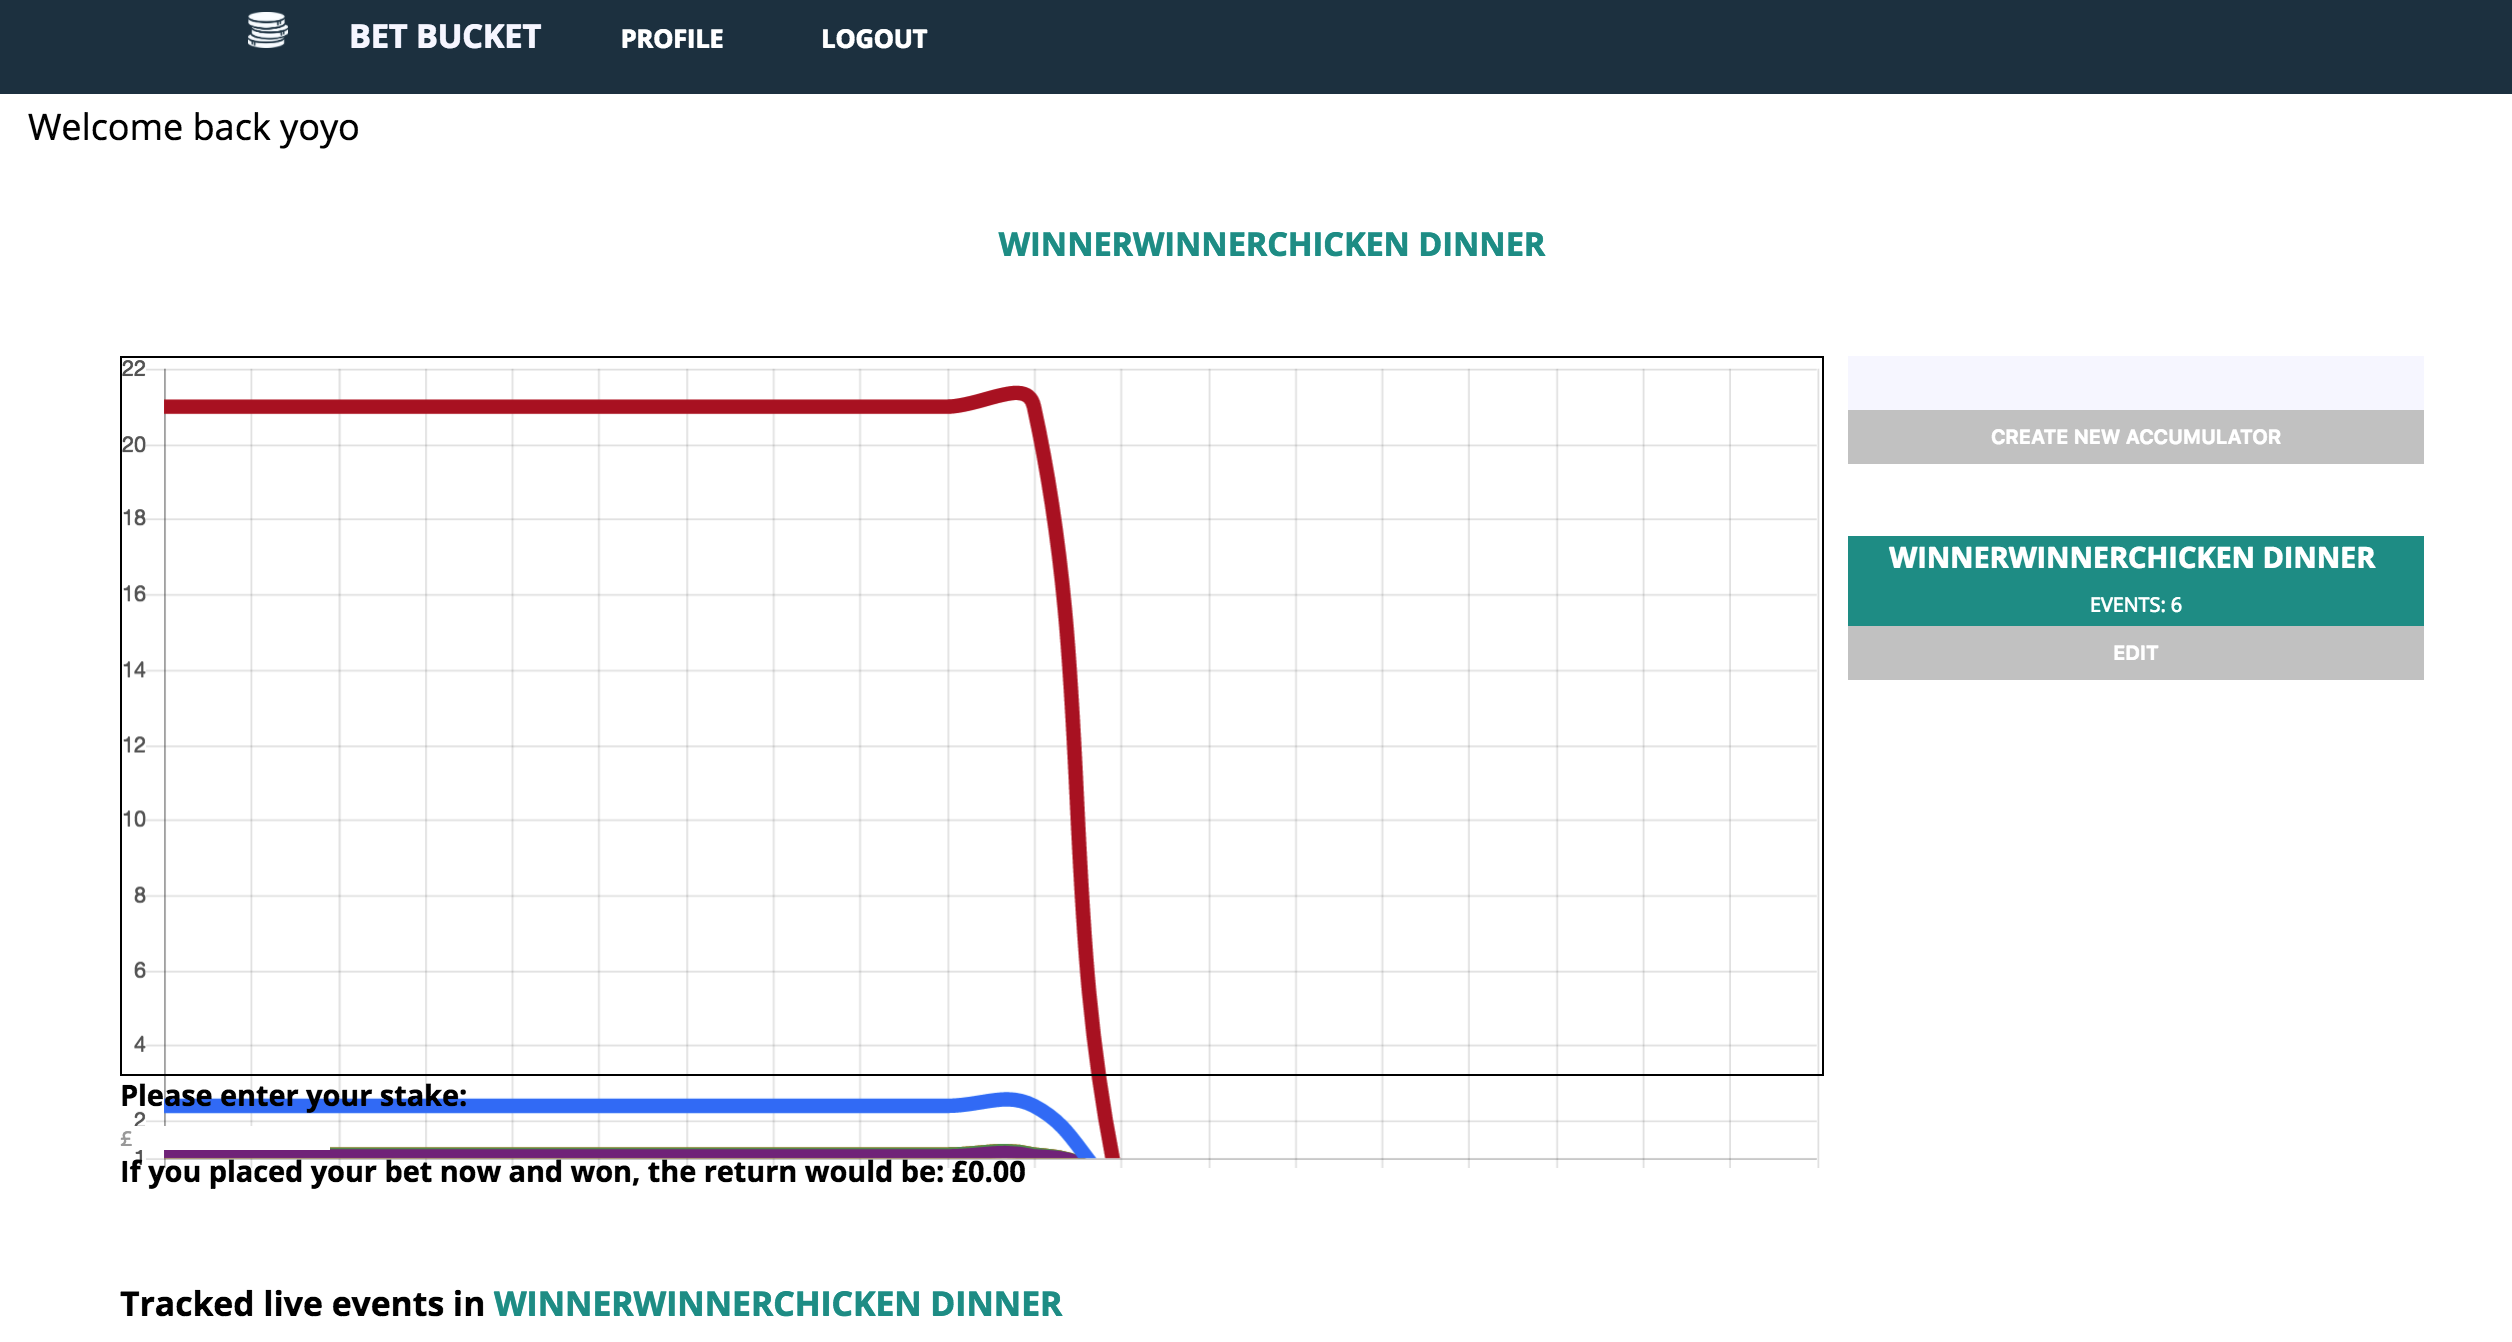 BET BUCKET PROFILE LOGOUT
Welcome back yoyo
WINNERWINNERCHICKEN DINNER
22
20
18
16
14
12
10
8
6
4
CREATE NEW ACCUMULATOR
WINNERWINNERCHICKEN DINNER
EVENTS: 6
EDIT
Please enter your stake:
2
£
1
If you placed your bet now and won, the return would be: £0.00
Tracked live events in WINNERWINNERCHICKEN DINNER